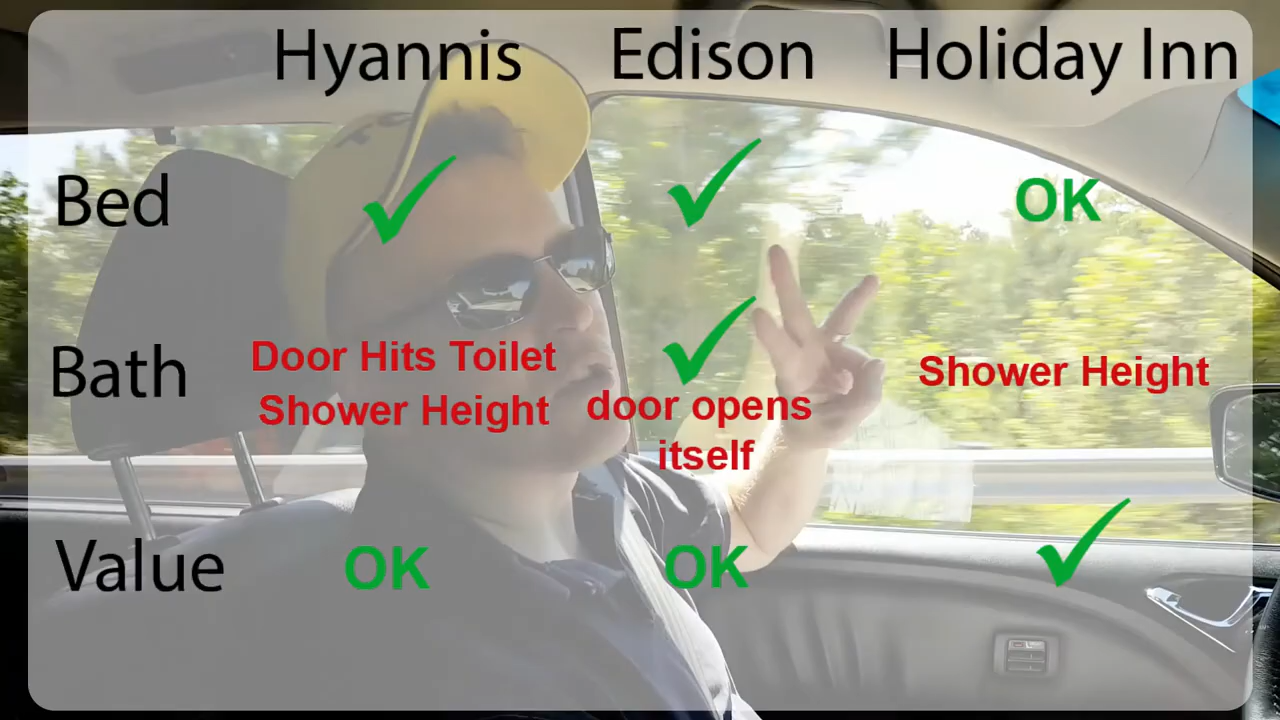 Hyannis Edison Holiday Inn
Bed OK
Bath Door Hits Toilet Shower Height door opens itself Shower Height
Value OK OK